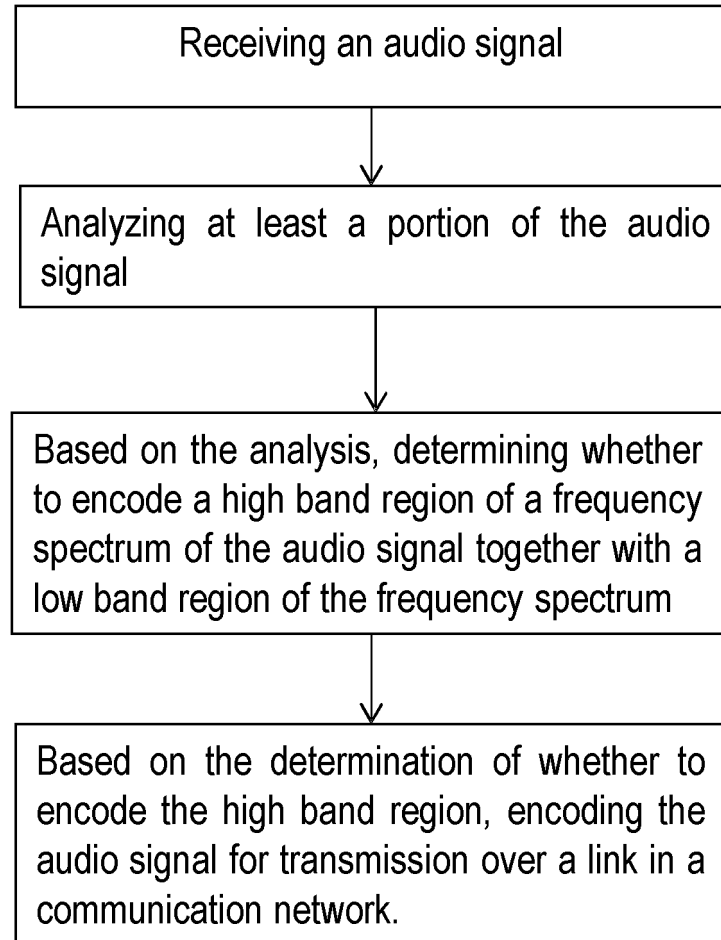 Receiving an audio signal
Analyzing at least a portion of the audio
signal
Based on the analysis, determining whether
to encode a high band region of a frequency
spectrum of the audio signal together with a
low band region of the frequency spectrum
Based on the determination of whether to
encode the high band region, encoding the
audio signal for transmission over a link in a
communication network.